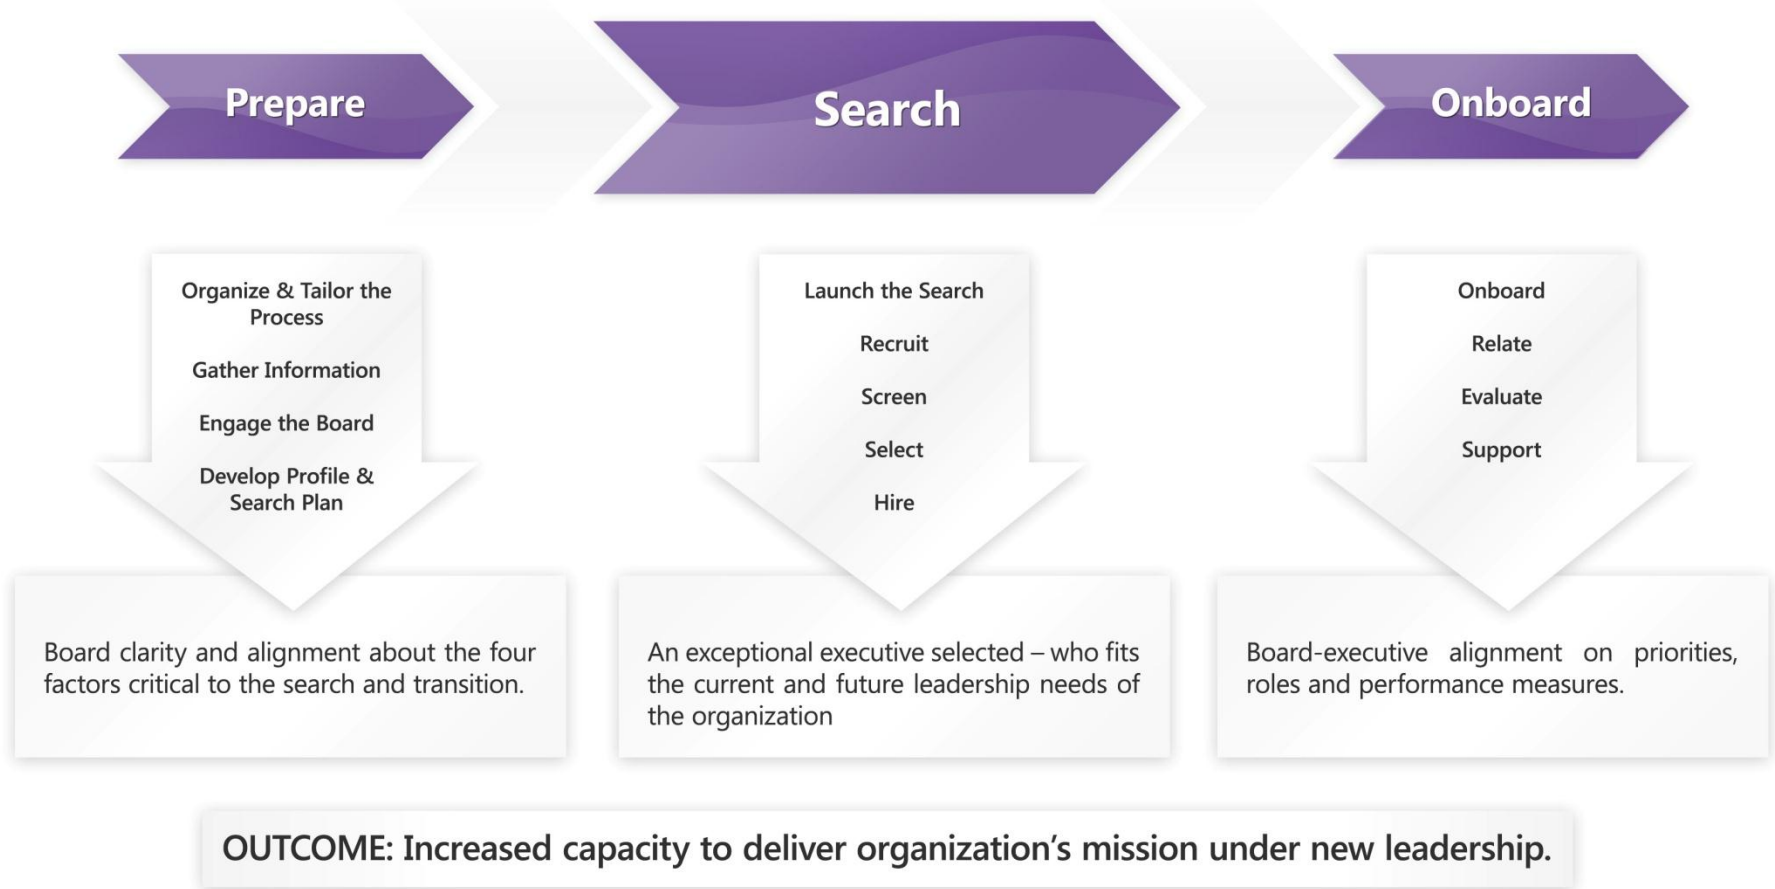 Prepare
Search
Onboard
Organize & Tailor the
Process
Gather Information
Engage the Board
Develop Profile &
Search Plan
Launch the Search
Recruit
Screen
Select
Hire
Onboard
Relate
Evaluate
Support
Board clarity and alignment about the four
factors critical to the search and transition.
An exceptional executive selected – who fits
the current and future leadership needs of
the organization
Board-executive alignment on priorities,
roles and performance measures.
OUTCOME: Increased capacity to deliver organization’s mission under new leadership.